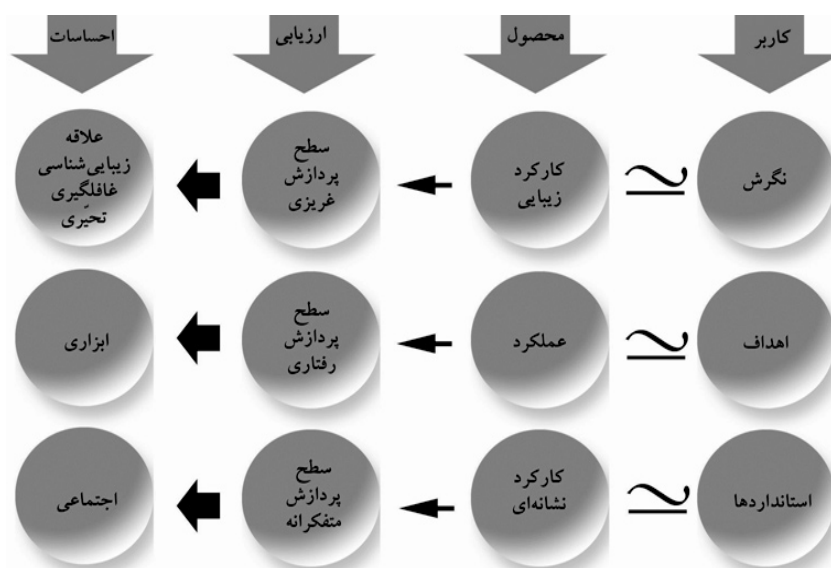 کاربر
محصول
ارزیابی
احساسات
نگرش
کارکرد
زیبایی
سطح
پردازش
غریزی
علاقه
زیبایی‌شناسی
غافلگیری
تحیّری
اهداف
عملکرد
سطح
پردازش
رفتاری
ابزاری
استانداردها
کارکرد
نشانه‌ای
سطح
پردازش
متفکرانه
اجتماعی